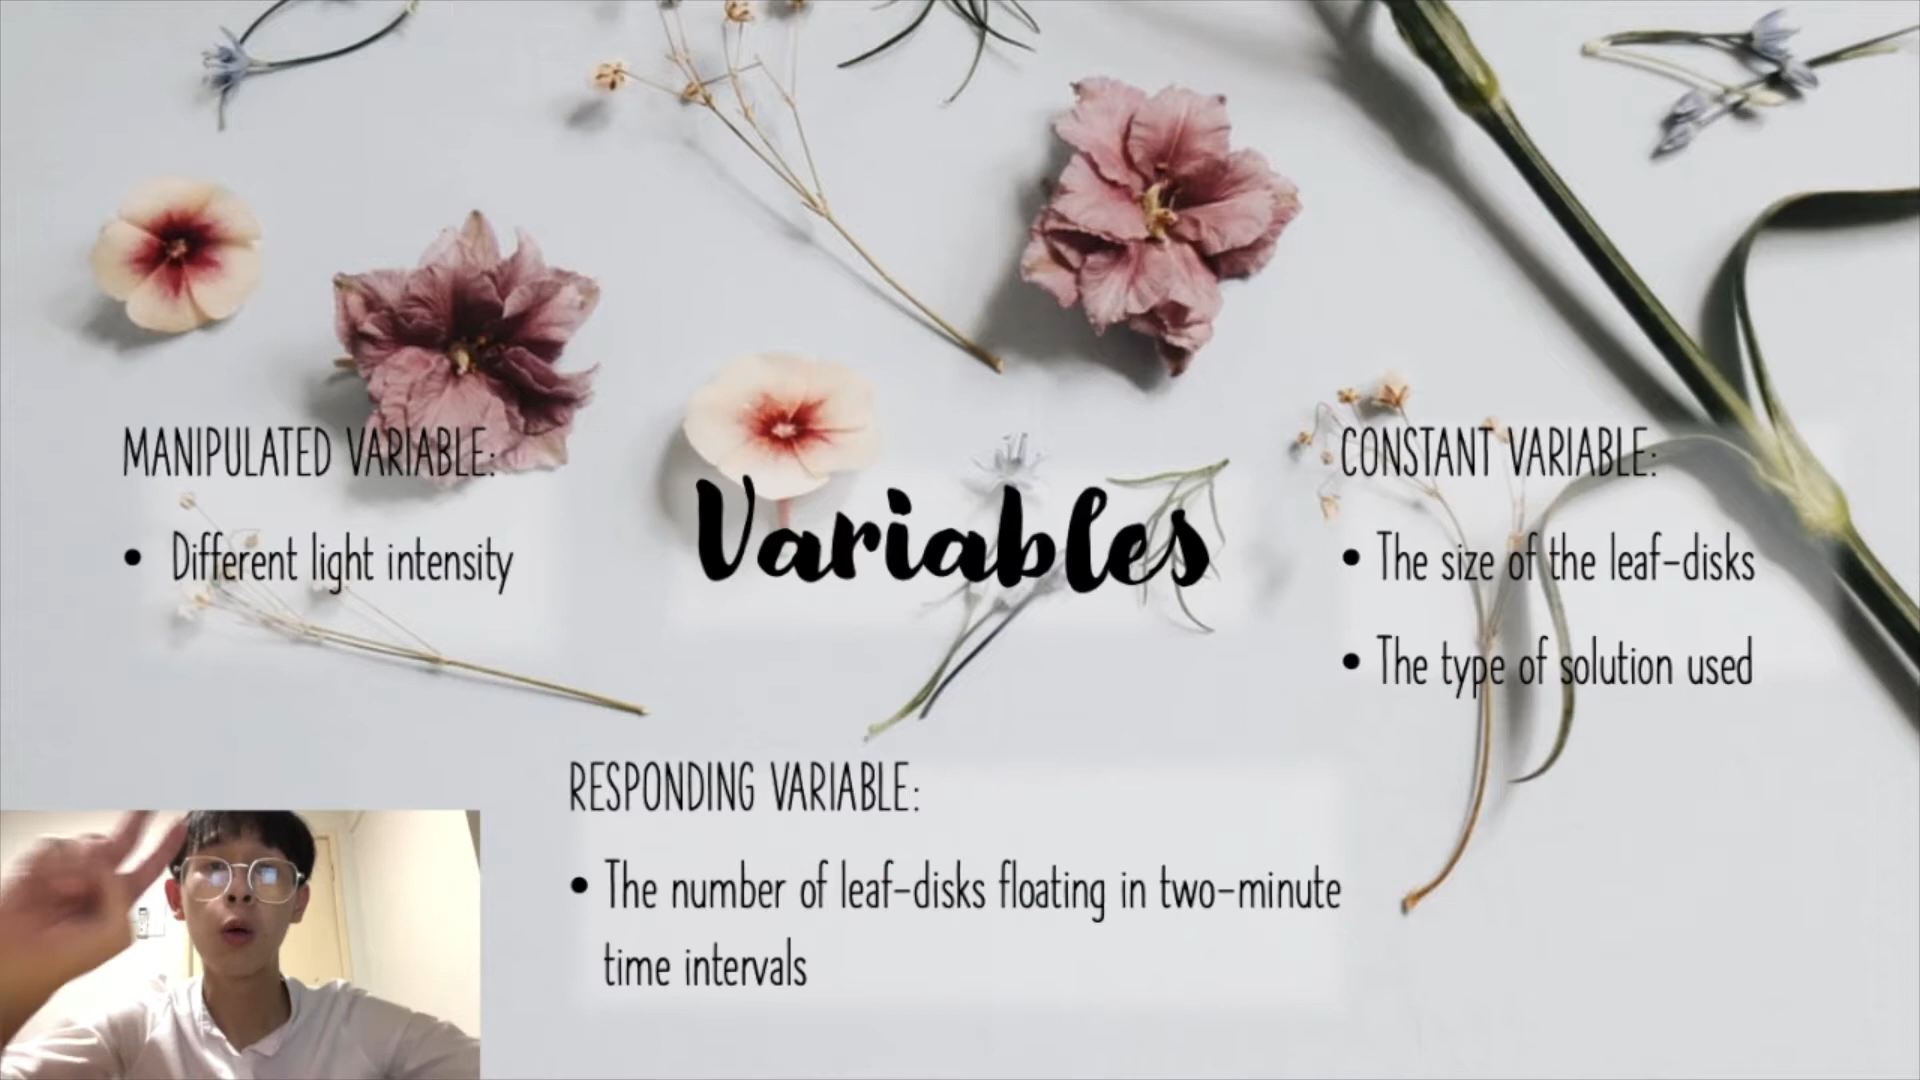 MANIPULATED VARIABLE:
• Different light intensity
Variables
CONSTANT VARIABLE:
• The size of the leaf-disks
• The type of solution used
RESPONDING VARIABLE:
• The number of leaf-disks floating in two-minute
time intervals